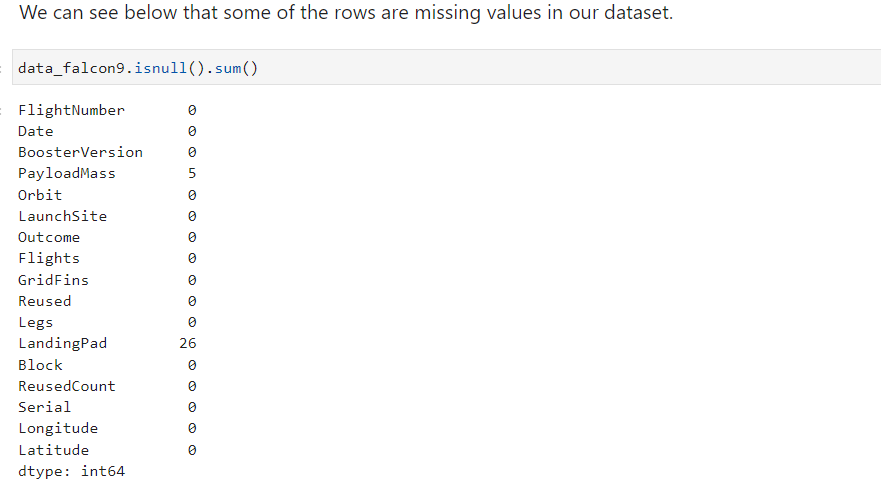 We can see below that some of the rows are missing values in our dataset.
data_falcon9.isnull().sum()
FlightNumber 0
Date 0
BoosterVersion 0
PayloadMass 5
Orbit 0
LaunchSite 0
Outcome 0
Flights 0
GridFins 0
Reused 0
Legs 0
LandingPad 26
Block 0
ReusedCount 0
Serial 0
Longitude 0
Latitude 0
dtype: int64